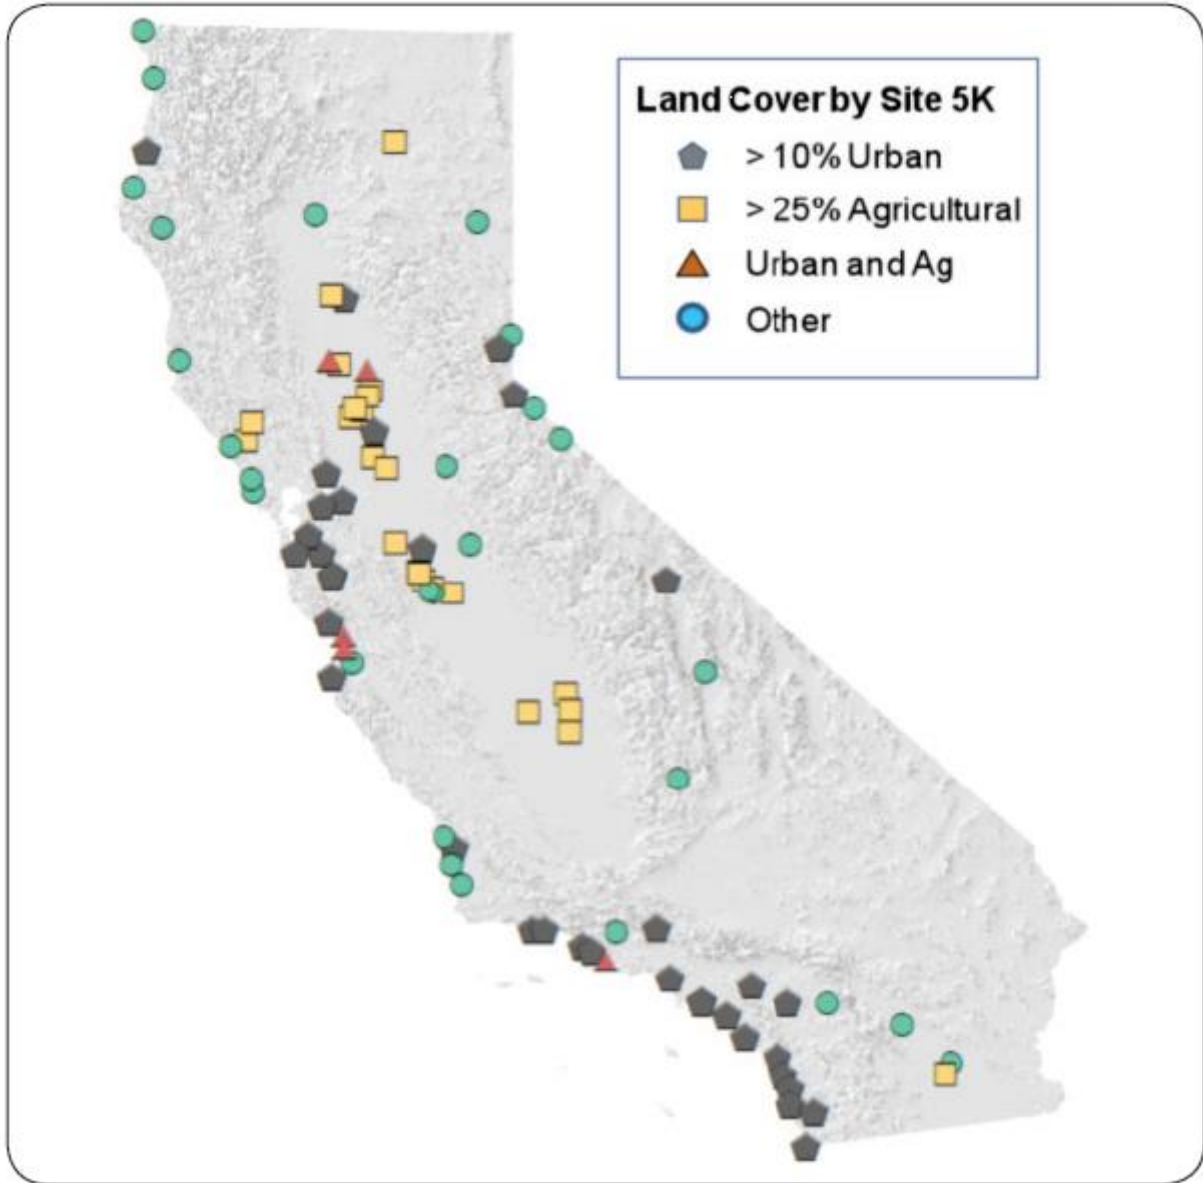 Land Cover by Site 5K
> 10% Urban
> 25% Agricultural
Urban and Ag
Other